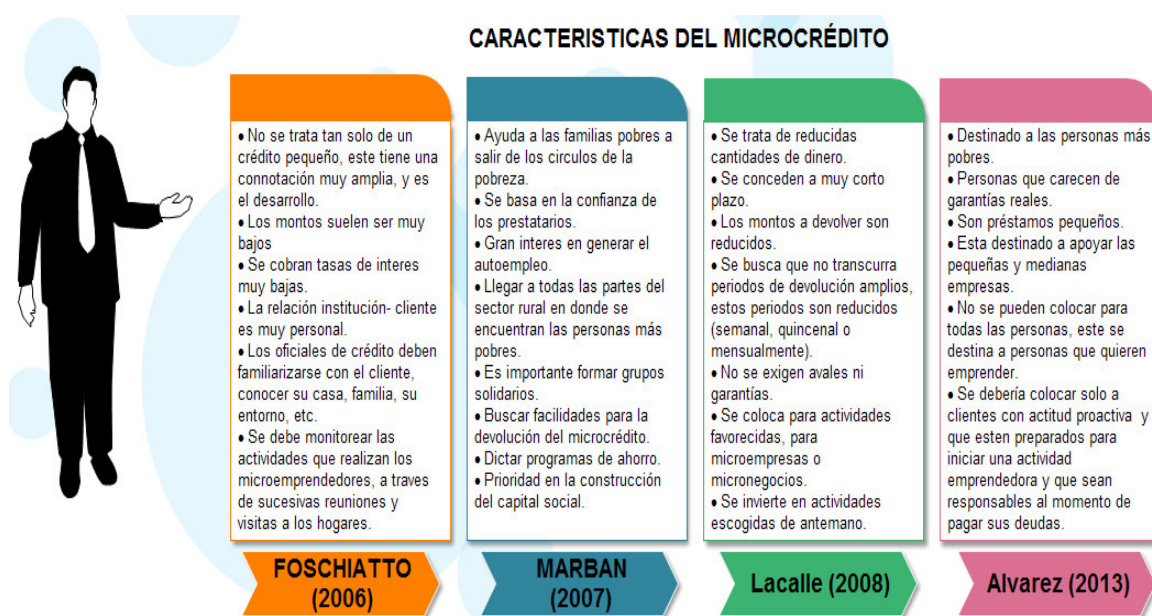 CARACTERISTICAS DEL MICROCRÉDITO
• No se trata tan solo de un
crédito pequeño, este tiene una
connotación muy amplia, y es
el desarrollo.
• Los montos suelen ser muy
bajos
• Se cobran tasas de interes
muy bajas.
• La relación institución- cliente
es muy personal.
• Los oficiales de crédito deben
familiarizarse con el cliente,
conocer su casa, familia, su
entorno, etc.
• Se debe monitorear las
actividades que realizan los
microemprendedores, a traves
de sucesivas reuniones y
visitas a los hogares.
FOSCHIATTO
(2006)
• Ayuda a las familias pobres a
salir de los circulos de la
pobreza.
• Se basa en la confianza de
los prestatarios.
• Gran interes en generar el
autoempleo.
• Llegar a todas las partes del
sector rural en donde se
encuentran las personas más
pobres.
• Es importante formar grupos
solidarios.
• Buscar facilidades para la
devolución del microcrédito.
• Dictar programas de ahorro.
• Prioridad en la construcción
del capital social.
MARBAN
(2007)
• Se trata de reducidas
cantidades de dinero.
• Se conceden a muy corto
plazo.
• Los montos a devolver son
reducidos.
• Se busca que no transcurra
periodos de devolución amplios,
estos periodos son reducidos
(semanal, quincenal o
mensualmente).
• No se exigen avales ni
garantías.
• Se coloca para actividades
favorecidas, para
microempresas o
micronegocios.
• Se invierte en actividades
escogidas de antemano.
Lacalle (2008)
• Destinado a las personas más
pobres.
• Personas que carecen de
garantías reales.
• Son préstamos pequeños.
• Esta destinado a apoyar las
pequeñas y medianas
empresas.
• No se pueden colocar para
todas las personas, este se
destina a personas que quieren
emprender.
• Se debería colocar solo a
clientes con actitud proactiva y
que esten preparados para
iniciar una actividad
emprendedora y que sean
responsables al momento de
pagar sus deudas.
Alvarez (2013)